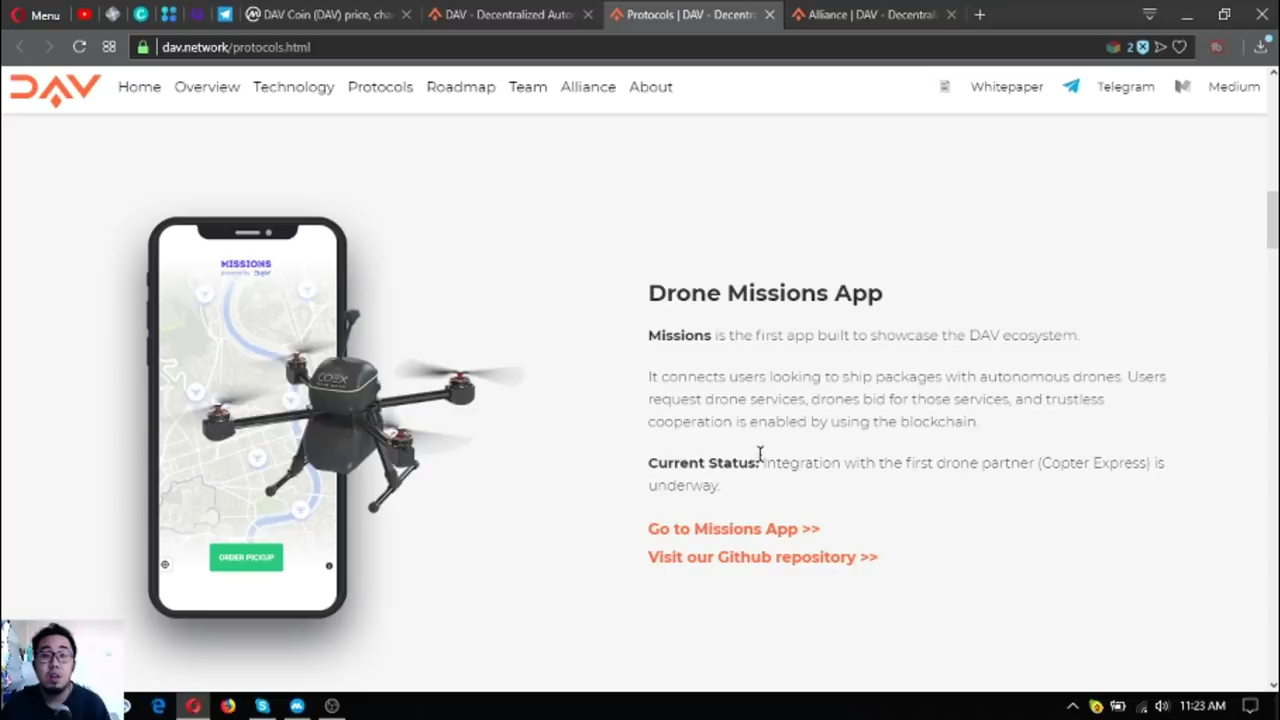 Menu
DAV Coin (DAV) price, cha
DAV - Decentralized Auto
Protocols | DAV - Decentr
Alliance | DAV - Decentral
dav.network/protocols.html
2
DAV
Home
Overview
Technology
Protocols
Roadmap
Team
Alliance
About
Whitepaper
Telegram
Medium
MISSIONS
powered by DAV
COEX
ORDER PICKUP
Drone Missions App
Missions is the first app built to showcase the DAV ecosystem.
It connects users looking to ship packages with autonomous drones. Users
request drone services, drones bid for those services, and trustless
cooperation is enabled by using the blockchain.
Current Status: Integration with the first drone partner (Copter Express) is
underway.
Go to Missions App >>
Visit our Github repository >>
11:23 AM